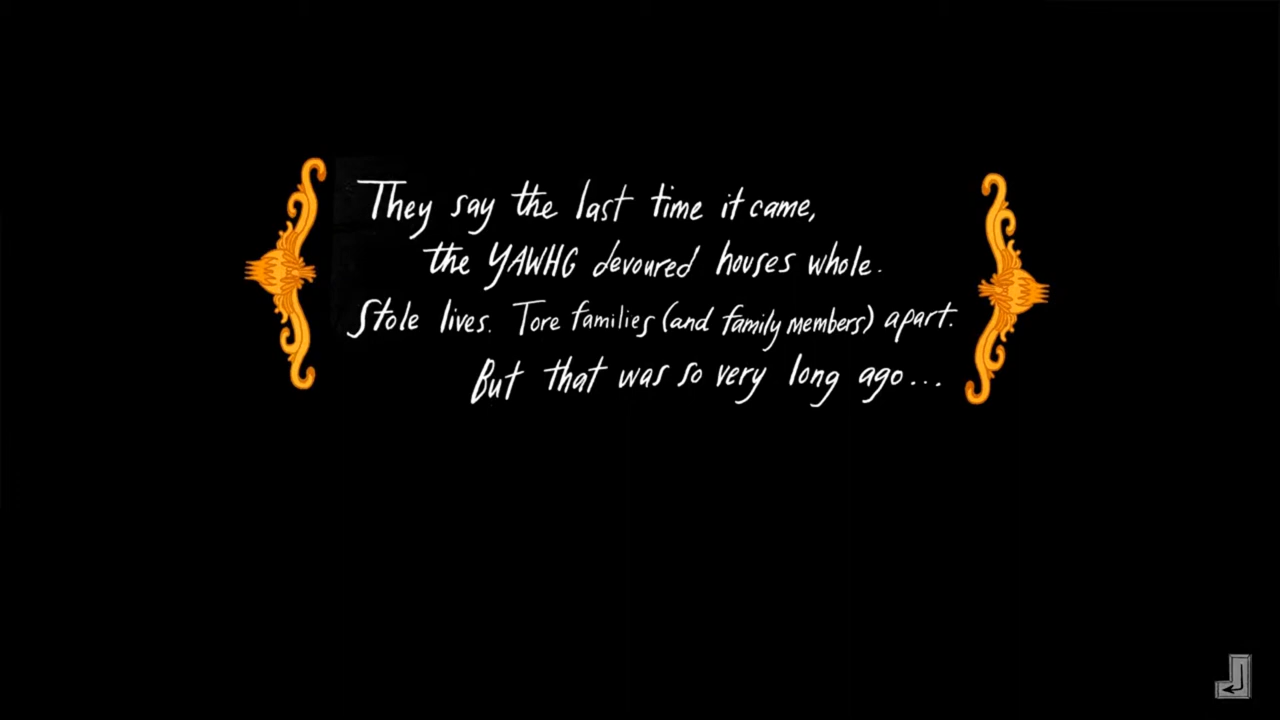 They say the last time it came,
the YAWHG devoured houses whole.
Stole lives. Tore families (and family members) apart.
But that was so very long ago...